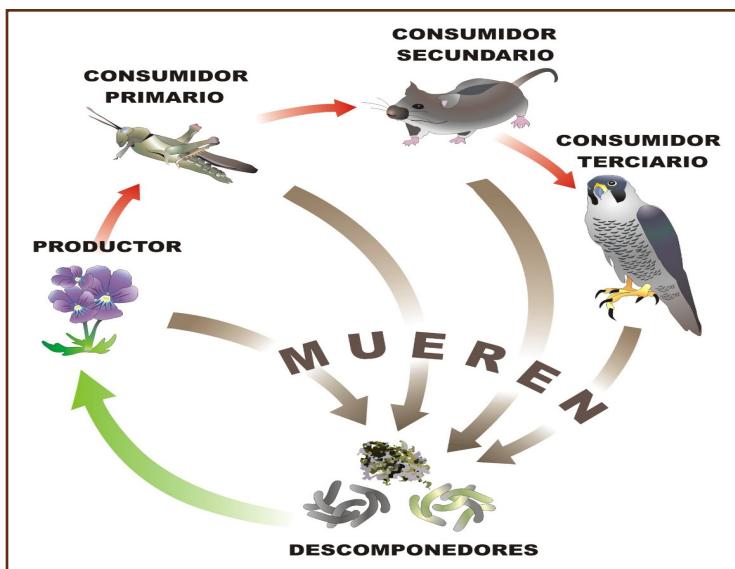 CONSUMIDOR
SECUNDARIO
CONSUMIDOR
PRIMARIO
CONSUMIDOR
TERCIARIO
PRODUCTOR
MUEREN
DESCOMPONEDORES